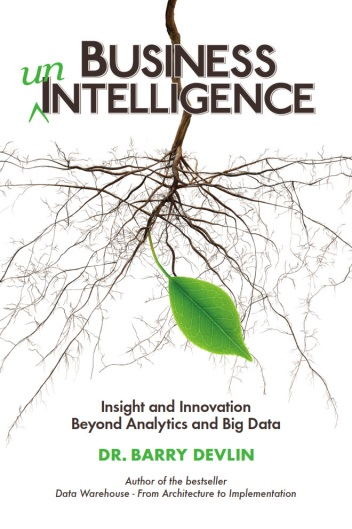 BUSINESS
un
INTELLIGENCE
Insight and Innovation
Beyond Analytics and Big Data
DR. BARRY DEVLIN
Author of the bestseller
Data Warehouse - From Architecture to Implementation